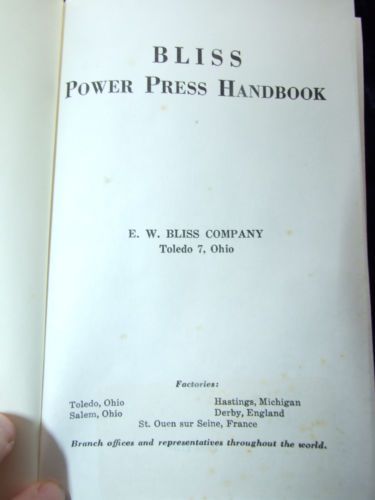 BLISS
POWER PRESS HANDBOOK
E. W. BLISS COMPANY
Toledo 7, Ohio
Factories:
Toledo, Ohio Hastings, Michigan
Salem, Ohio Derby, England
St. Ouen sur Seine, France
Branch offices and representatives throughout the world.